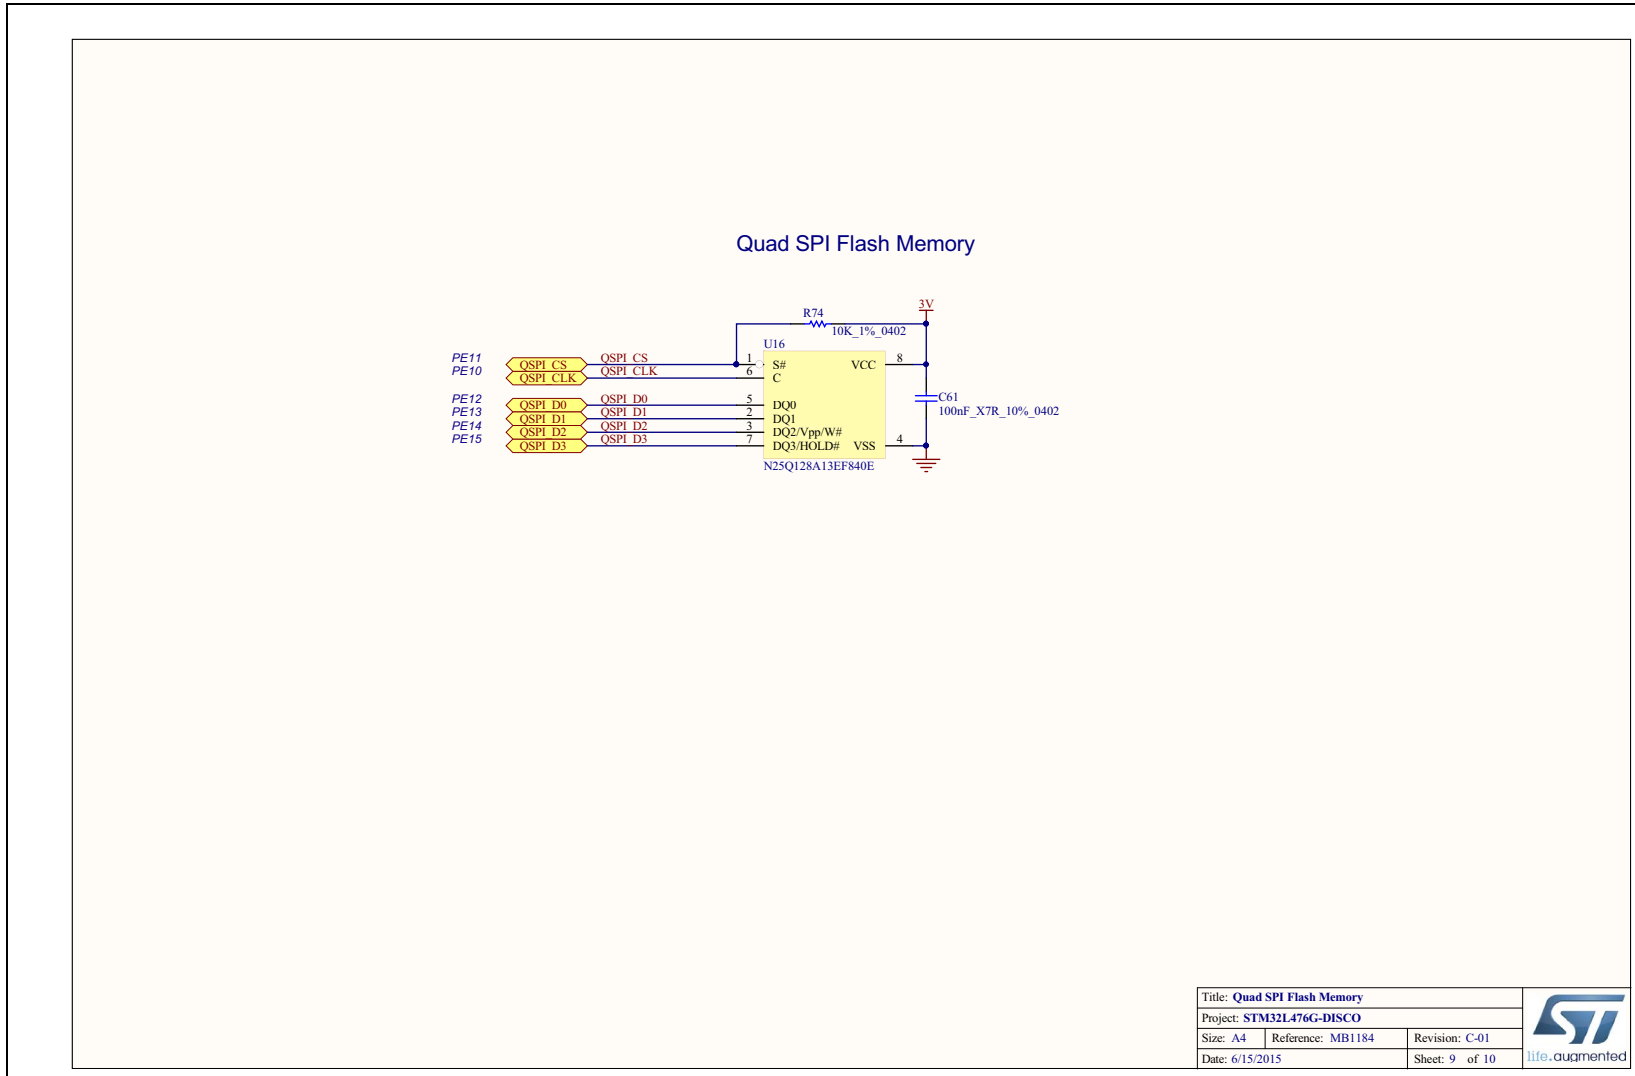 Quad SPI Flash Memory
3V
R74
10K_1%_0402
U16
PE11 QSPI_CS QSPI_CS 1 S# VCC 8
PE10 QSPI_CLK QSPI_CLK 6 C
C61
100nF_X7R_10%_0402
PE12 QSPI_D0 QSPI_D0 5 DQ0
PE13 QSPI_D1 QSPI_D1 2 DQ1
PE14 QSPI_D2 QSPI_D2 3 DQ2/Vpp/W#
PE15 QSPI_D3 QSPI_D3 7 DQ3/HOLD# VSS 4
N25Q128A13EF840E
Title: Quad SPI Flash Memory
Project: STM32L476G-DISCO
Size: A4 Reference: MB1184 Revision: C-01
Date: 6/15/2015 Sheet: 9 of 10
ST
life.augmented